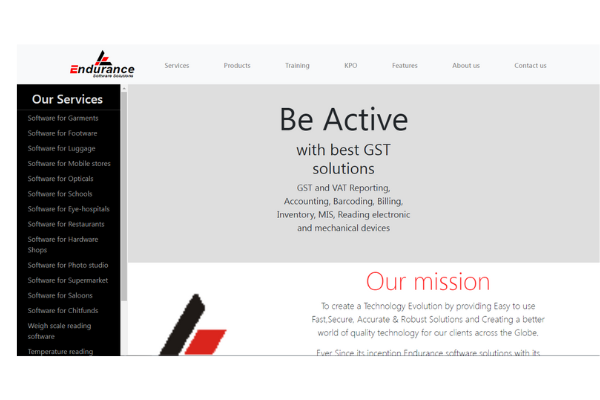 Endurance
Software Solutions
Services
Products
Training
KPO
Features
About us
Contact us
Our Services
Software for Garments
Software for Footware
Software for Luggage
Software for Mobile stores
Software for Opticals
Software for Schools
Software for Eye-hospitals
Software for Restaurants
Software for Hardware
Shops
Software for Photo studio
Software for Supermarket
Software for Saloons
Software for Chitfunds
Weigh scale reading
software
Temperature reading
Be Active
with best GST
solutions
GST and VAT Reporting,
Accounting, Barcoding, Billing,
Inventory, MIS, Reading electronic
and mechanical devices
Our mission
To create a Technology Evolution by providing Easy to use
Fast,Secure, Accurate & Robust Solutions and Creating a better
world of quality technology for our clients across the Globe.
Ever Since its inception Endurance software solutions with its